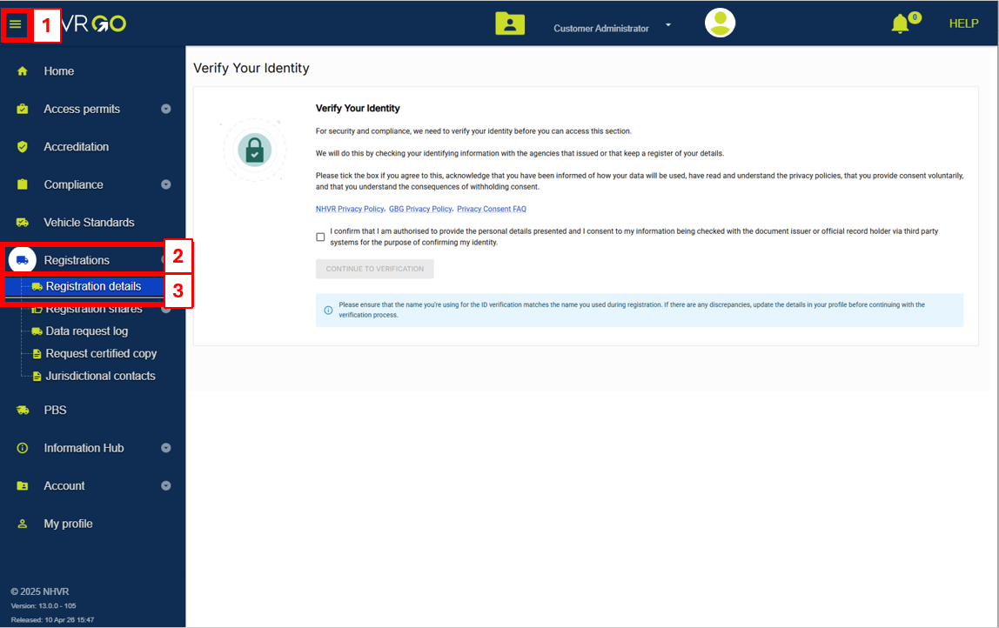 1
VR GO
Customer Administrator
0
HELP
Home
Access permits
Accreditation
Compliance
Vehicle Standards
Registrations
2
Registration details
3
Registration shares
Data request log
Request certified copy
Jurisdictional contacts
PBS
Information Hub
Account
My profile
© 2025 NHVR
Version: 13.0.0 - 105
Released: 10 Apr 26 15:47
Verify Your Identity
Verify Your Identity
For security and compliance, we need to verify your identity before you can access this section.
We will do this by checking your identifying information with the agencies that issued or that keep a register of your details.
Please tick the box if you agree to this, acknowledge that you have been informed of how your data will be used, have read and understand the privacy policies, that you provide consent voluntarily,
and that you understand the consequences of withholding consent.
NHVR Privacy Policy, GBG Privacy Policy, Privacy Consent FAQ
I confirm that I am authorised to provide the personal details presented and I consent to my information being checked with the document issuer or official record holder via third party
systems for the purpose of confirming my identity.
CONTINUE TO VERIFICATION
Please ensure that the name you're using for the ID verification matches the name you used during registration. If there are any discrepancies, update the details in your profile before continuing with the
verification process.